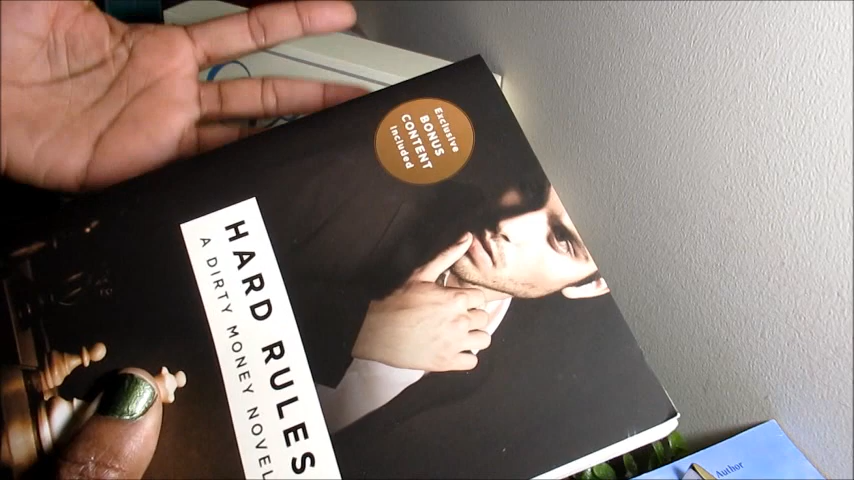 Exclusive
BONUS
CONTENT
Included
HARD RULES
A DIRTY MONEY NOVEL
Author